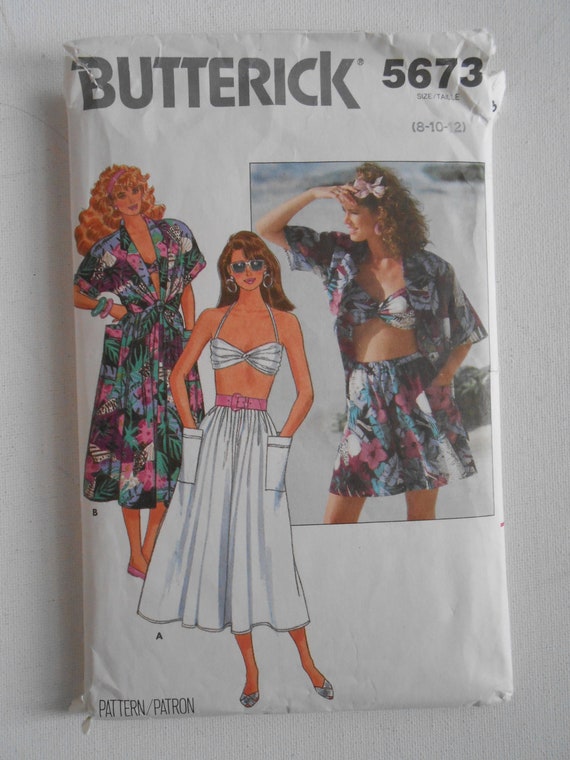 BUTTERICK® 5673
SIZE/TAILLE
(8-10-12)
B
A
PATTERN/PATRON